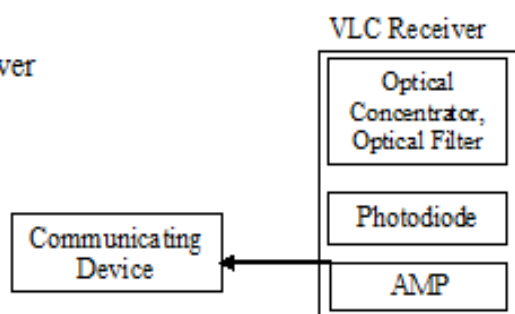 VLC Receiver
Optical
Concentrator,
Optical Filter
Photodiode
Communicating
Device
AMP